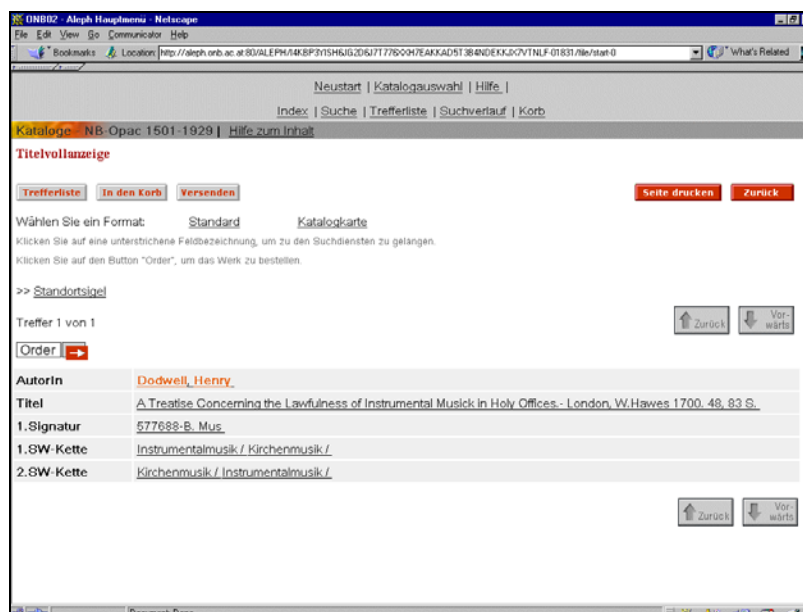 ONB02 - Aleph Hauptmenü - Netscape
File Edit View Go Communicator Help
Bookmarks Location: What's Related
Neustart | Katalogauswahl | Hilfe |
Index | Suche | Trefferliste | Suchverlauf | Korb
Kataloge - NB-Opac 1501-1929 | Hilfe zum Inhalt
Titelvollanzeige
Trefferliste In den Korb Versenden Seite drucken Zurück
Wählen Sie ein Format: Standard Katalogkarte
Klicken Sie auf eine unterstrichene Feldbezeichnung, um zu den Suchdiensten zu gelangen.
Klicken Sie auf den Button "Order", um das Werk zu bestellen.
>> Standortsigel
Treffer 1 von 1
Zurück Vor-
wärts
Order
AutorIn Dodwell, Henry
Titel A Treatise Concerning the Lawfulness of Instrumental Musick in Holy Offices.- London, W.Hawes 1700. 48, 83 S.
1.Signatur 577688-B. Mus
1.SW-Kette Instrumentalmusik / Kirchenmusik /
2.SW-Kette Kirchenmusik / Instrumentalmusik /
Zurück Vor-
wärts